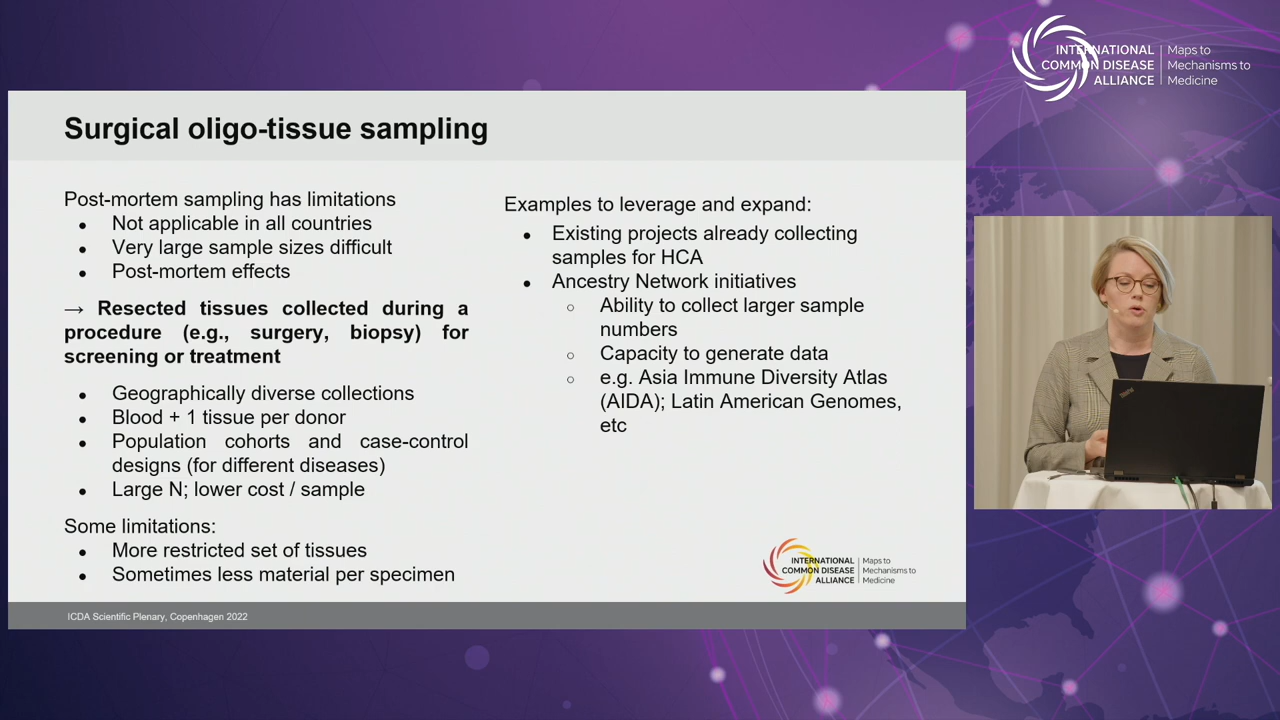 INTERNATIONAL
COMMON DISEASE
ALLIANCE
Maps to
Mechanisms to
Medicine
Surgical oligo-tissue sampling
Post-mortem sampling has limitations
● Not applicable in all countries
● Very large sample sizes difficult
● Post-mortem effects
→ Resected tissues collected during a
procedure (e.g., surgery, biopsy) for
screening or treatment
● Geographically diverse collections
● Blood + 1 tissue per donor
● Population cohorts and case-control
designs (for different diseases)
● Large N; lower cost / sample
Some limitations:
● More restricted set of tissues
● Sometimes less material per specimen
Examples to leverage and expand:
● Existing projects already collecting
samples for HCA
● Ancestry Network initiatives
○ Ability to collect larger sample
numbers
○ Capacity to generate data
○ e.g. Asia Immune Diversity Atlas
(AIDA); Latin American Genomes,
etc
INTERNATIONAL
COMMON DISEASE
ALLIANCE
Maps to
Mechanisms to
Medicine
ICDA Scientific Plenary, Copenhagen 2022
ThinkPad